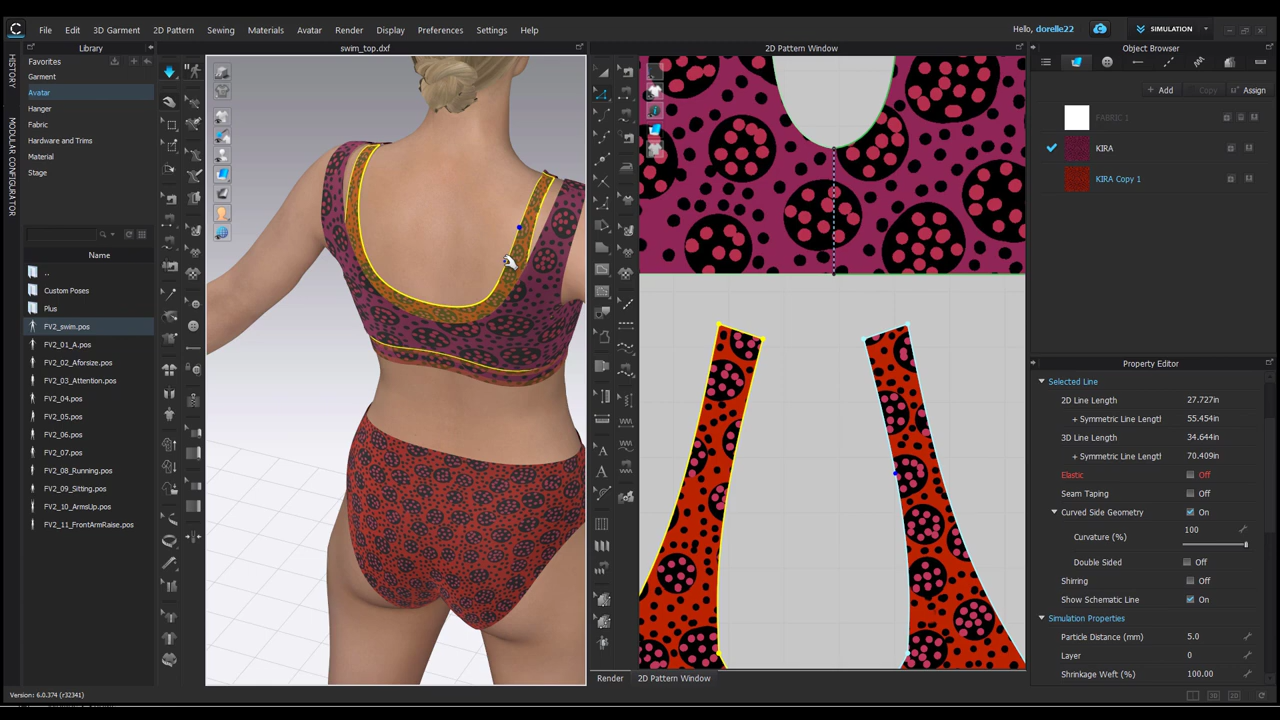 C File Edit 3D Garment 2D Pattern Sewing Materials Avatar Render Display Preferences Settings Help Hello, dorelle22 SIMULATION
Library
swim_top.dxf
2D Pattern Window
Object Browser
HISTORY
MODULAR CONFIGURATOR
Favorites
Garment
Avatar
Hanger
Fabric
Hardware and Trims
Material
Stage
Name
..
Custom Poses
Plus
FV2_swim.pos
FV2_01_A.pos
FV2_02_Aforsize.pos
FV2_03_Attention.pos
FV2_04.pos
FV2_05.pos
FV2_06.pos
FV2_07.pos
FV2_08_Running.pos
FV2_09_Sitting.pos
FV2_10_ArmsUp.pos
FV2_11_FrontArmRaise.pos
+ Add Copy Assign
FABRIC 1
KIRA
KIRA Copy 1
Property Editor
Selected Line
2D Line Length 27.727in
+ Symmetric Line Lengtl 55.454in
3D Line Length 34.644in
+ Symmetric Line Lengtl 70.409in
Elastic Off
Seam Taping Off
Curved Side Geometry On
Curvature (%) 100
Double Sided Off
Shirring Off
Show Schematic Line On
Simulation Properties
Particle Distance (mm) 5.0
Layer 0
Shrinkage Weft (%) 100.00
Render 2D Pattern Window
Version: 6.0.374 (r32341) 3D 2D